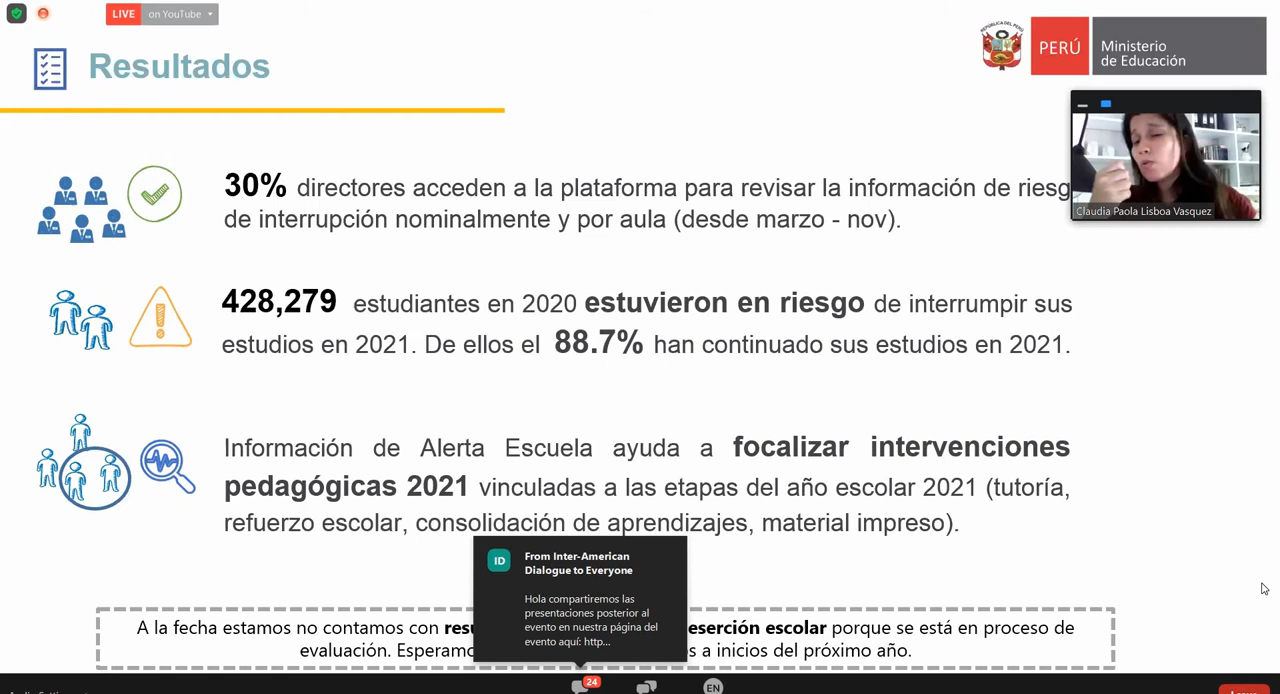 LIVE on YouTube
Resultados
PERÚ
Ministerio
de Educación
30% directores acceden a la plataforma para revisar la información de riesg
de interrupción nominalmente y por aula (desde marzo - nov).
Claudia Paola Lisboa Vasquez
428,279 estudiantes en 2020 estuvieron en riesgo de interrumpir sus
estudios en 2021. De ellos el 88.7% han continuado sus estudios en 2021.
Información de Alerta Escuela ayuda a focalizar intervenciones
pedagógicas 2021 vinculadas a las etapas del año escolar 2021 (tutoría,
refuerzo escolar, consolidación de aprendizajes, material impreso).
ID
From Inter-American
Dialogue to Everyone
Hola compartiremos las
presentaciones posterior al
evento en nuestra página del
evento aquí: http...
A la fecha estamos no contamos con resu eserción escolar porque se está en proceso de
evaluación. Esperamo s a inicios del próximo año.
24
EN